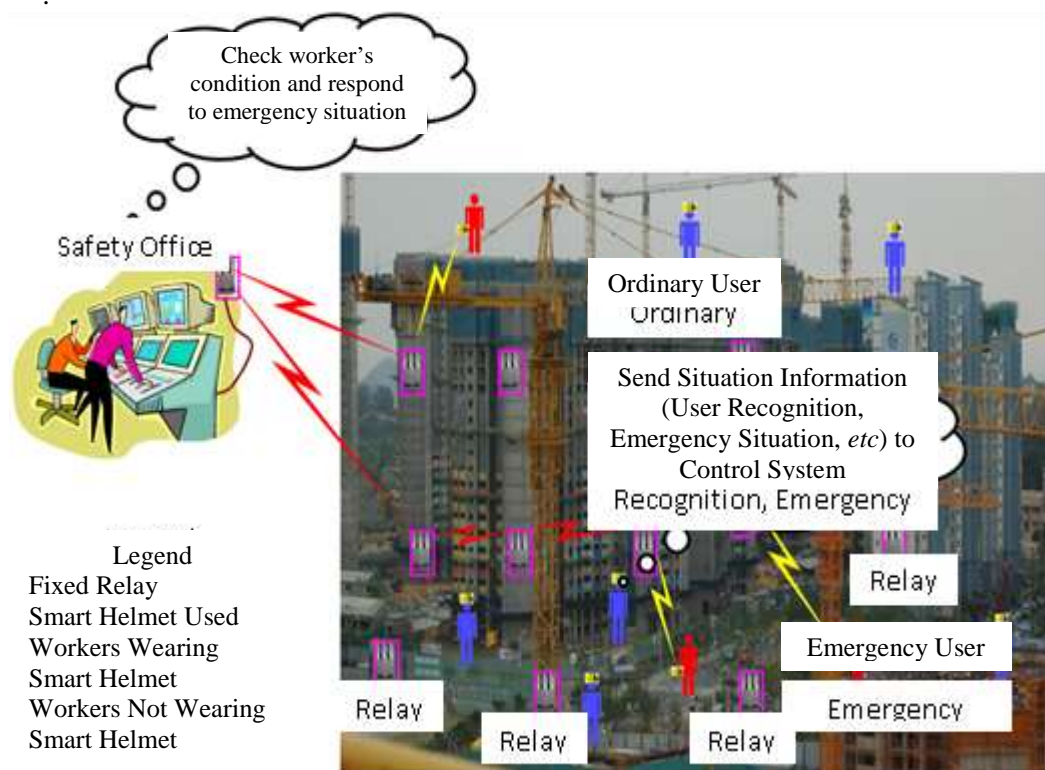 Check worker's
condition and respond
to emergency situation
Safety Office
Ordinary User
Ordinary
Send Situation Information
(User Recognition,
Emergency Situation, etc) to
Control System
Recognition, Emergency
Relay
Emergency User
Emergency
Relay
Relay
Relay
Legend
Fixed Relay
Smart Helmet Used
Workers Wearing
Smart Helmet
Workers Not Wearing
Smart Helmet